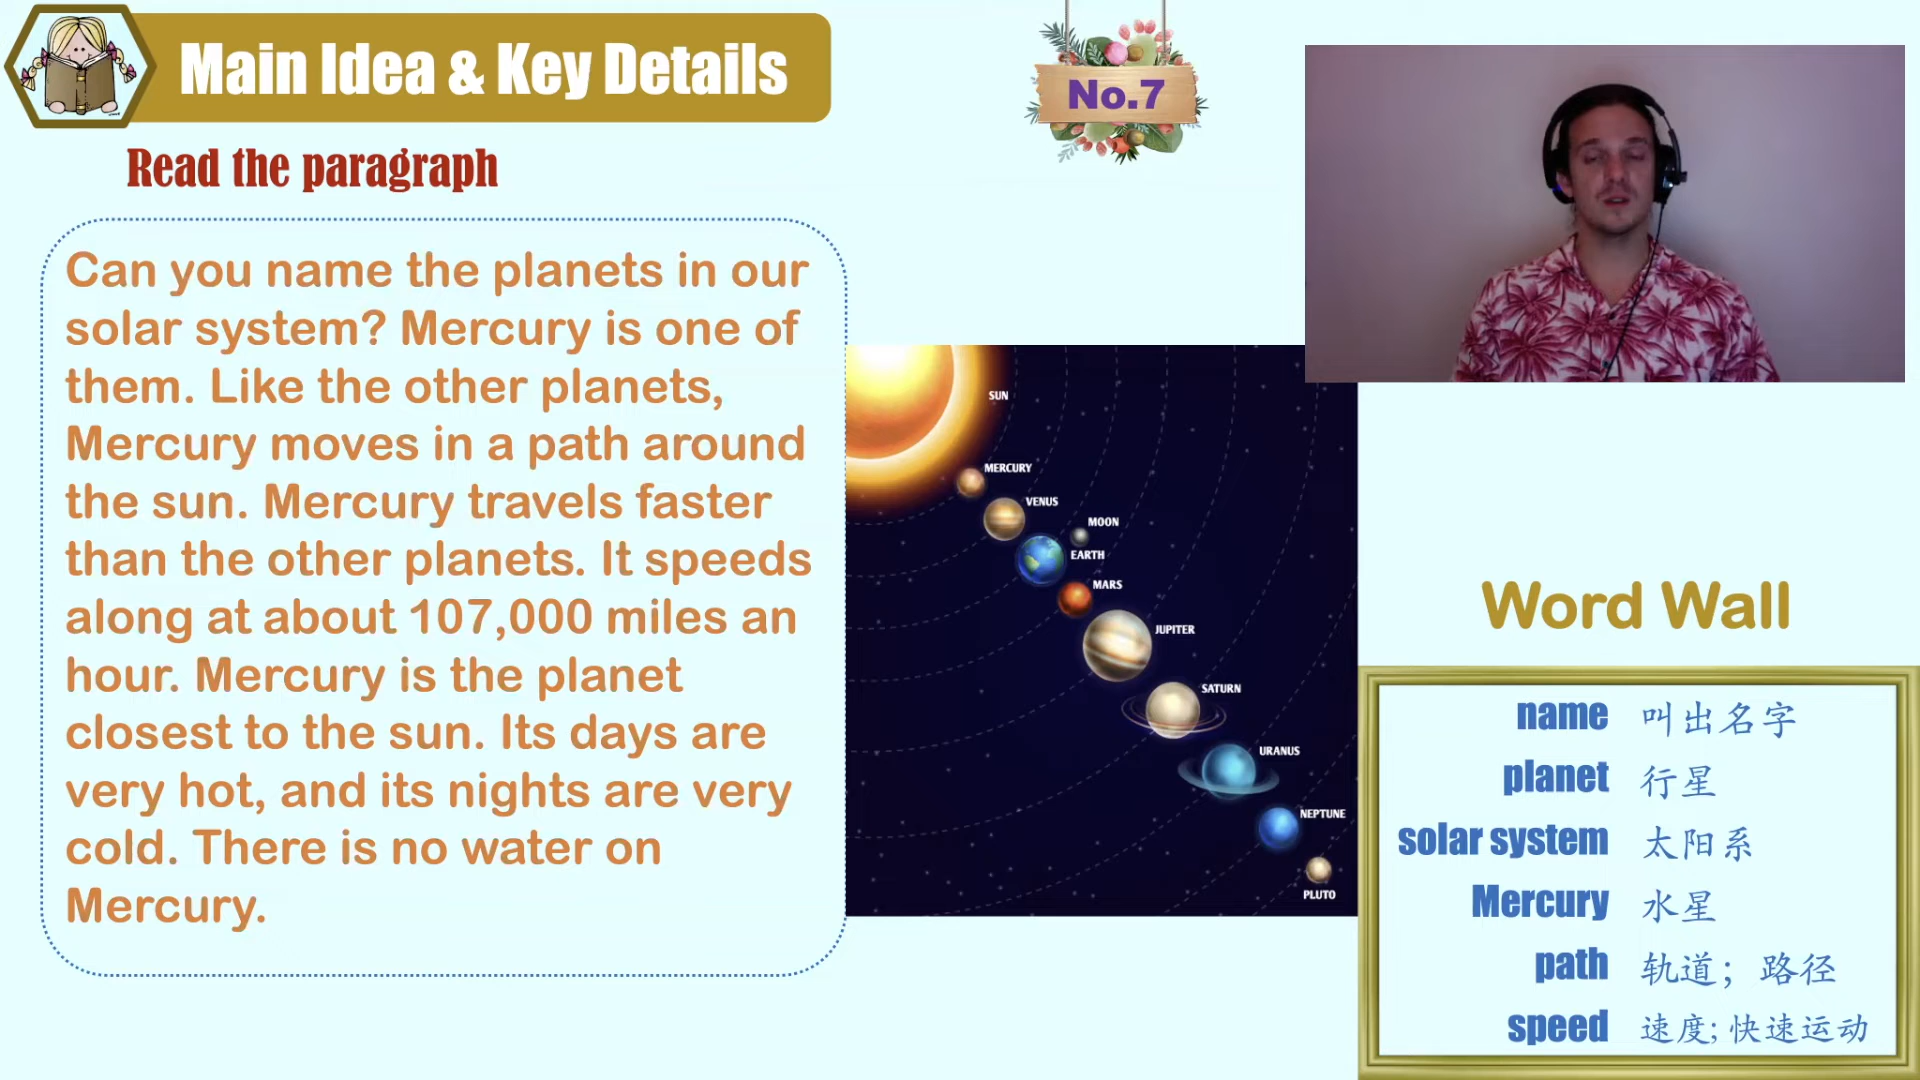 Main Idea & Key Details
No.7
Read the paragraph
Can you name the planets in our
solar system? Mercury is one of
them. Like the other planets,
Mercury moves in a path around
the sun. Mercury travels faster
than the other planets. It speeds
along at about 107,000 miles an
hour. Mercury is the planet
closest to the sun. Its days are
very hot, and its nights are very
cold. There is no water on
Mercury.
SUN
MERCURY
VENUS
MOON
EARTH
MARS
JUPITER
SATURN
URANUS
NEPTUNE
PLUTO
Word Wall
name 叫出名字
planet 行星
solar system 太阳系
Mercury 水星
path 轨道；路径
speed 速度; 快速运动